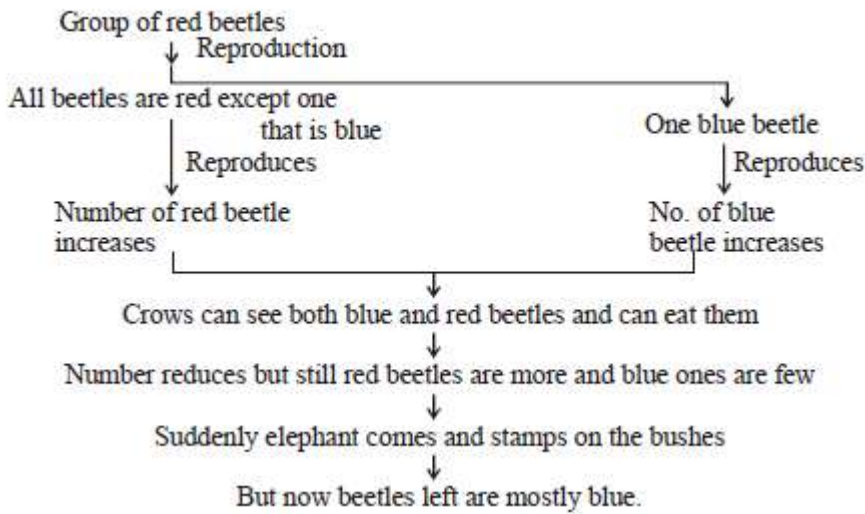 Group of red beetles
Reproduction
All beetles are red except one
that is blue
One blue beetle
Reproduces
Reproduces
Number of red beetle
increases
No. of blue
beetle increases
Crows can see both blue and red beetles and can eat them
Number reduces but still red beetles are more and blue ones are few
Suddenly elephant comes and stamps on the bushes
But now beetles left are mostly blue.